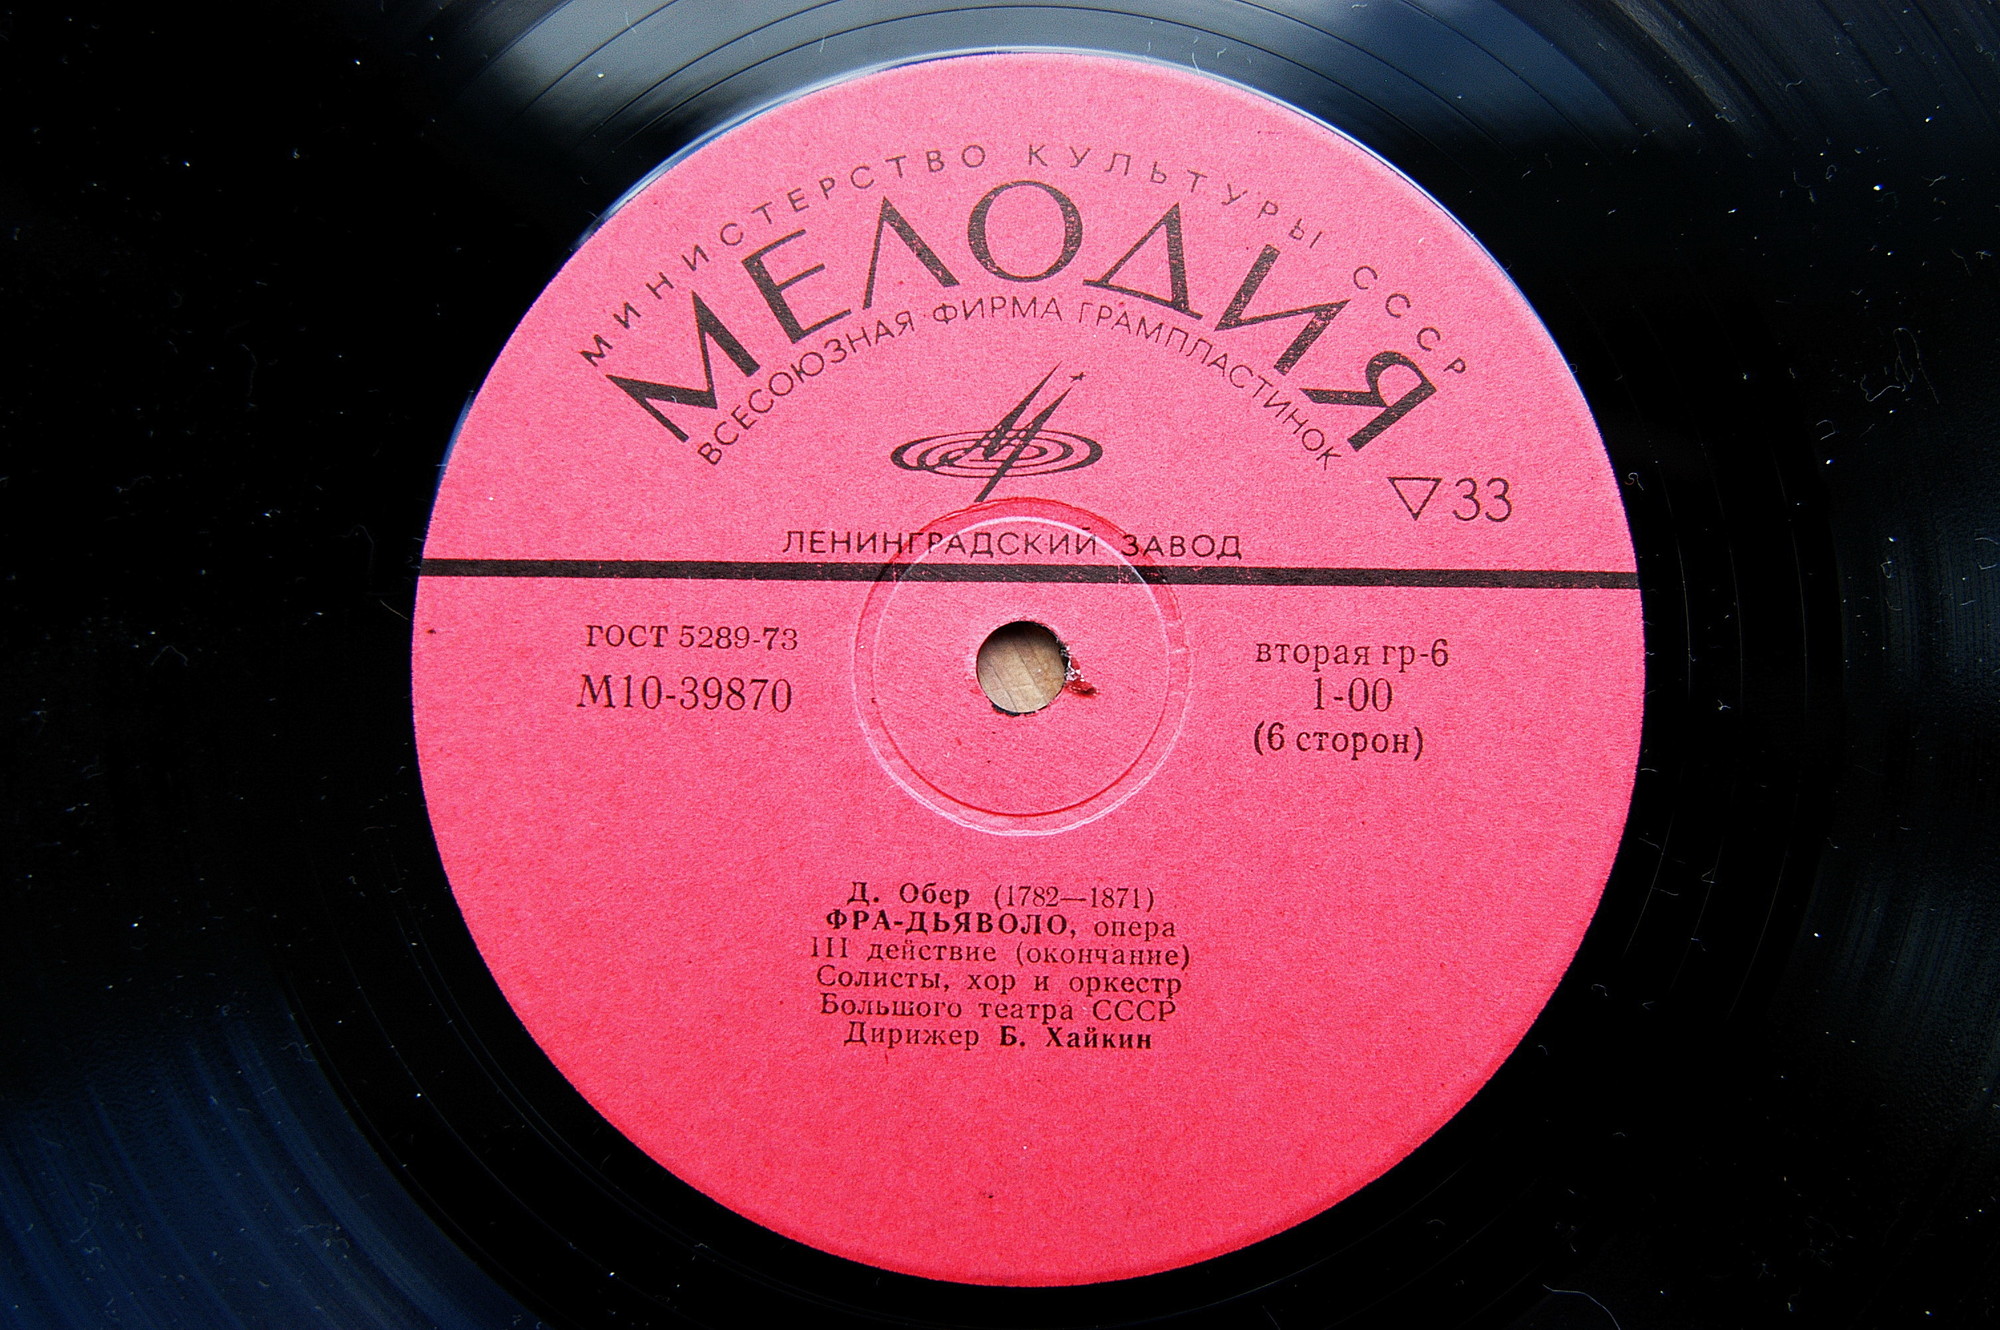 МИНИСТЕРСТВО КУЛЬТУРЫ СССР
МЕЛОДИЯ
ВСЕСОЮЗНАЯ ФИРМА ГРАМПЛАСТИНОК
▽33
ЛЕНИНГРАДСКИЙ ЗАВОД
ГОСТ 5289-73
М10-39870
вторая гр-6
1-00
(6 сторон)
Д. Обер (1782—1871)
ФРА-ДЬЯВОЛО, опера
III действие (окончание)
Солисты, хор и оркестр
Большого театра СССР
Дирижер Б. Хайкин